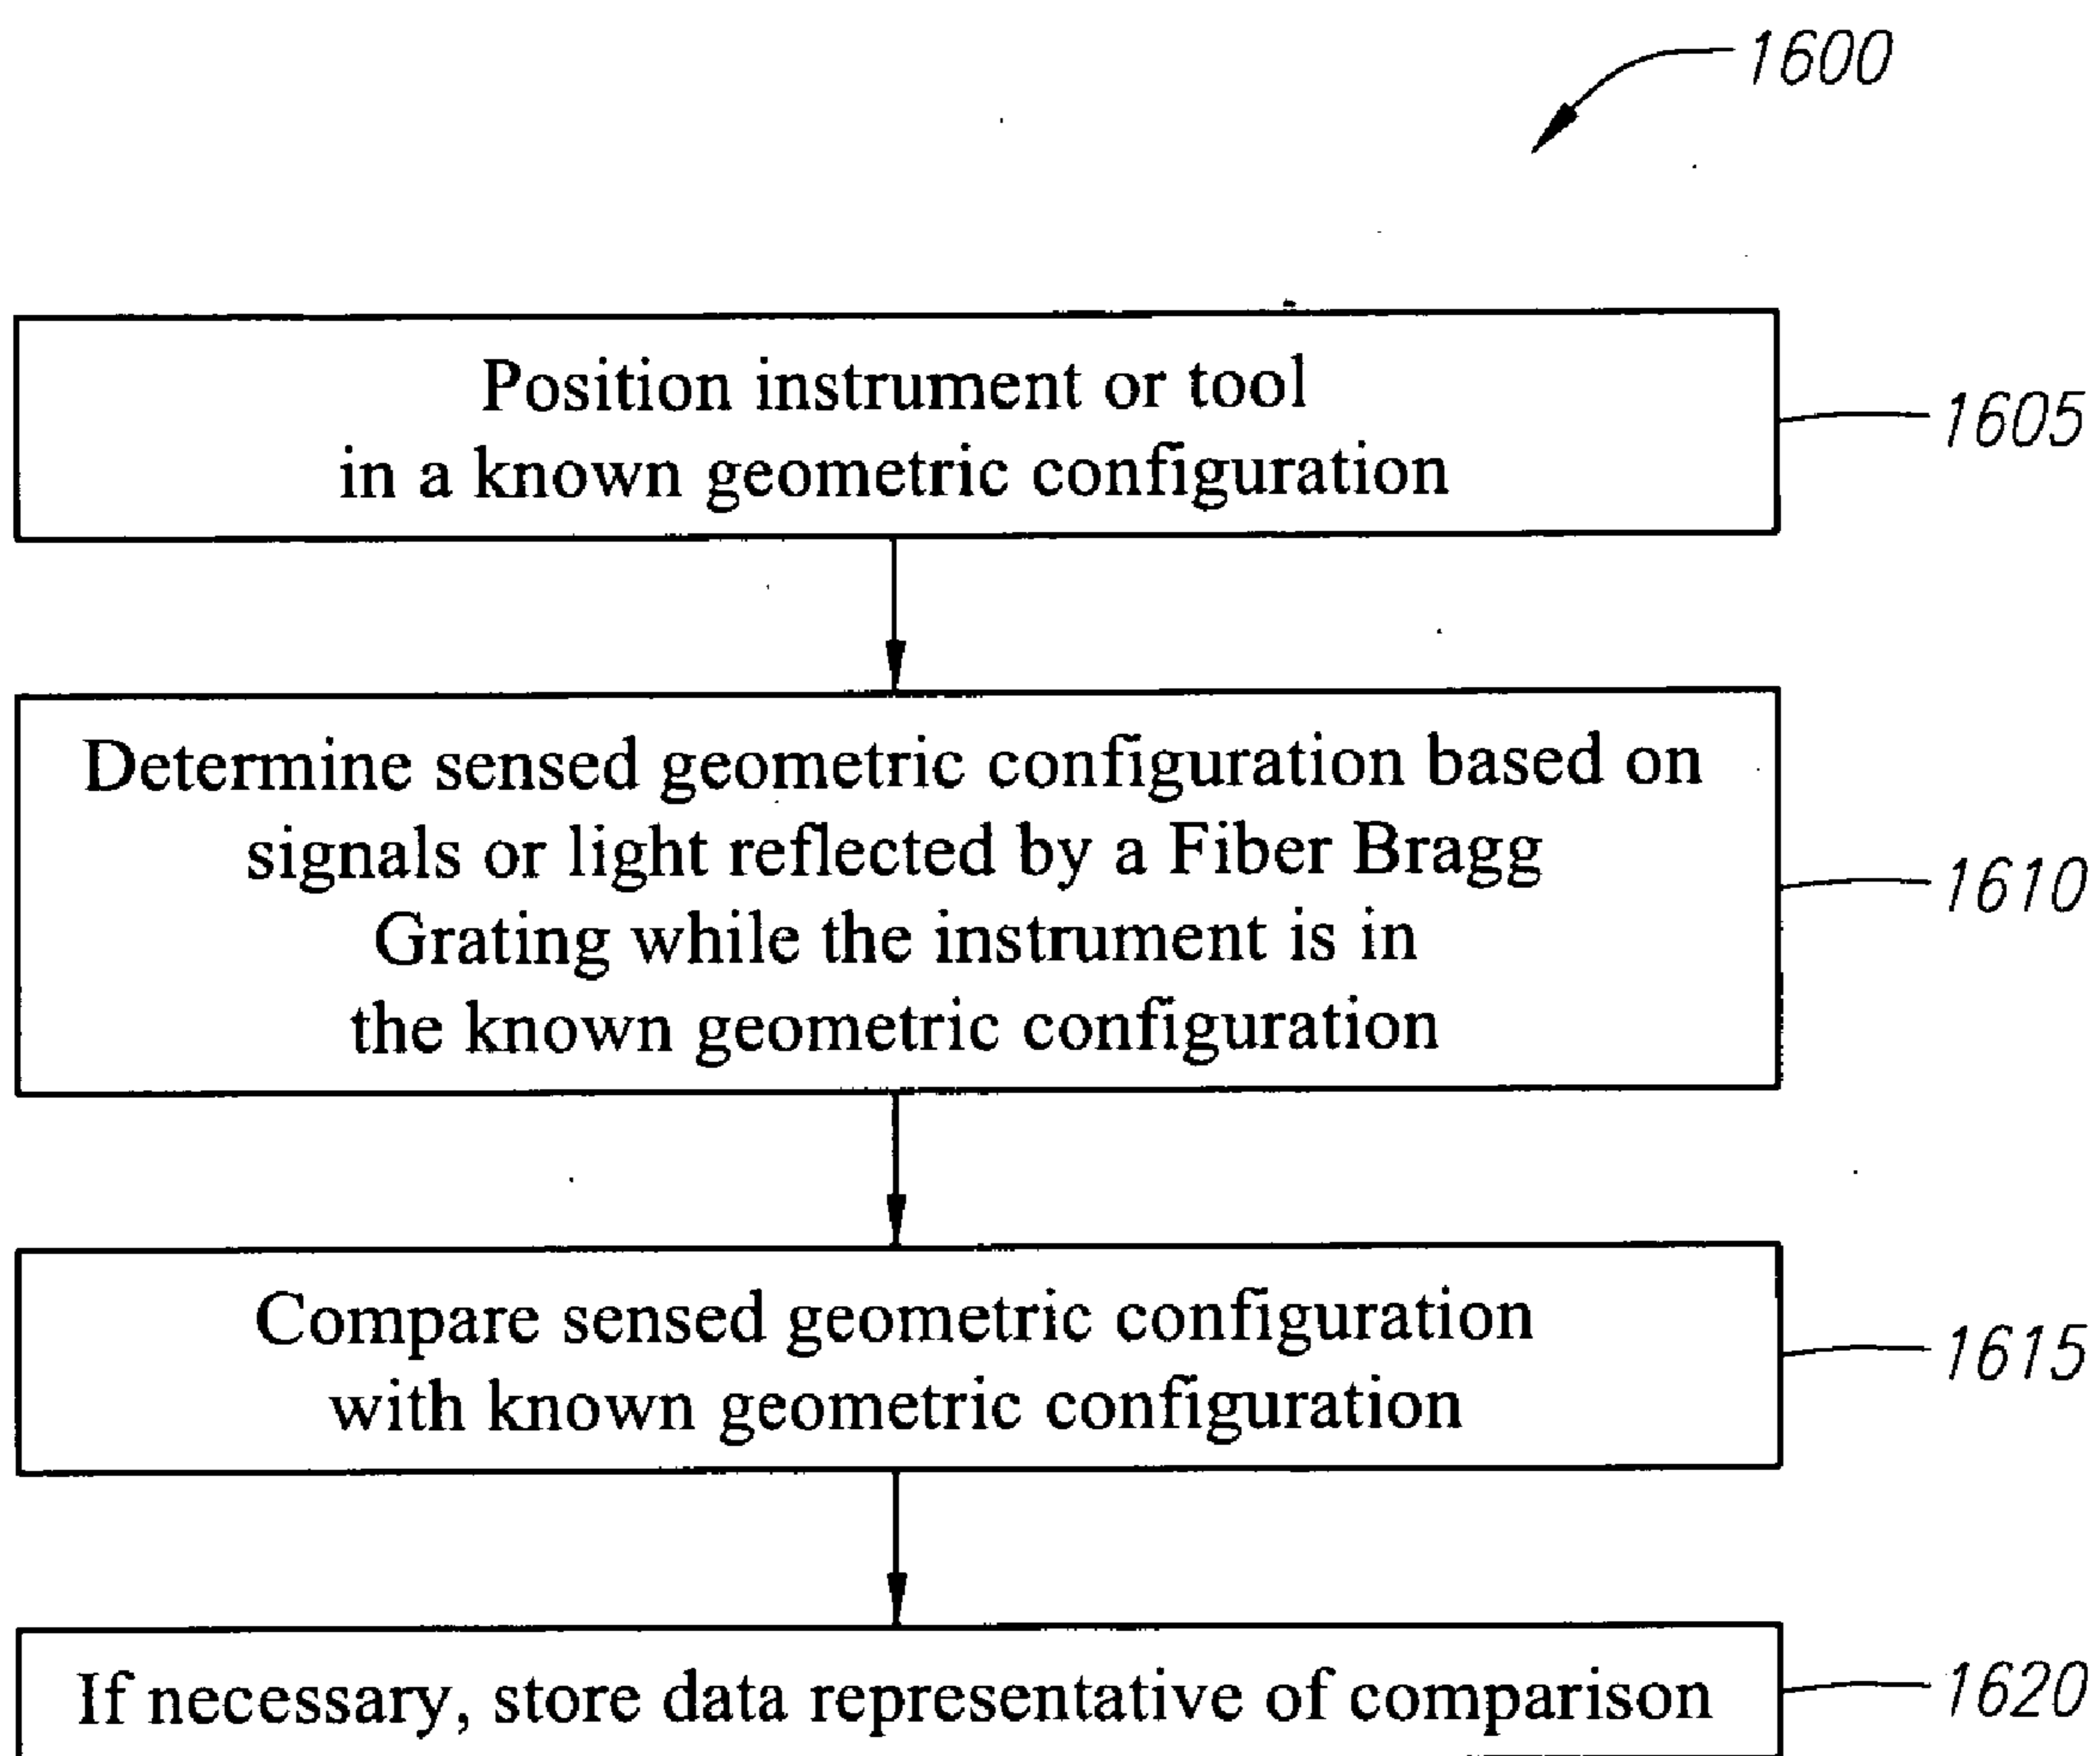 1600
Position instrument or tool
in a known geometric configuration
1605
Determine sensed geometric configuration based on
signals or light reflected by a Fiber Bragg
Grating while the instrument is in
the known geometric configuration
1610
Compare sensed geometric configuration
with known geometric configuration
1615
If necessary, store data representative of comparison
1620